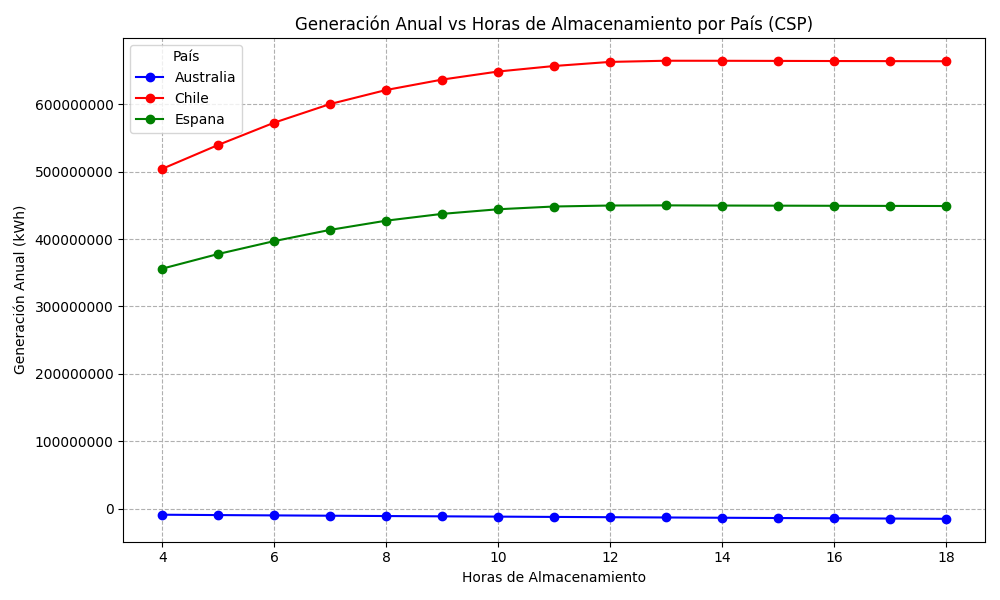 Generación Anual vs Horas de Almacenamiento por País (CSP)
País
Australia
Chile
Espana
Generación Anual (kWh)
600000000
500000000
400000000
300000000
200000000
100000000
0
4 6 8 10 12 14 16 18
Horas de Almacenamiento